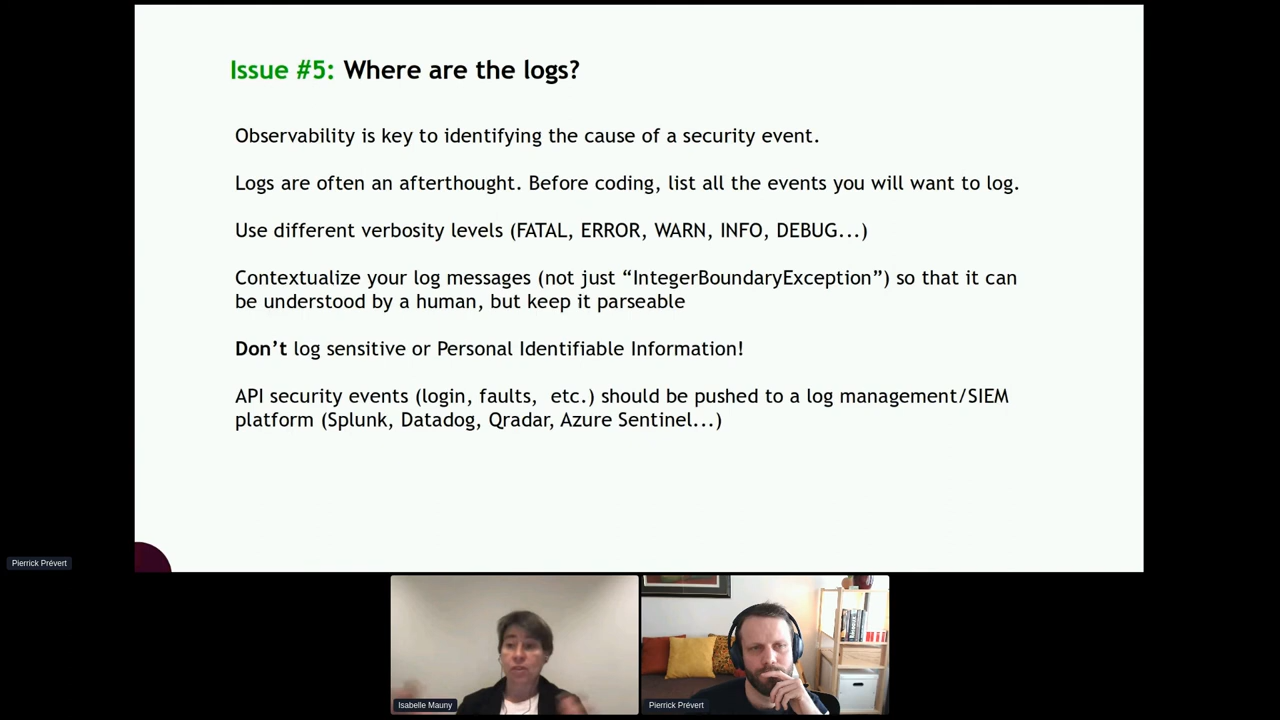 Issue #5: Where are the logs?
Observability is key to identifying the cause of a security event.
Logs are often an afterthought. Before coding, list all the events you will want to log.
Use different verbosity levels (FATAL, ERROR, WARN, INFO, DEBUG...)
Contextualize your log messages (not just “IntegerBoundaryException”) so that it can
be understood by a human, but keep it parseable
Don’t log sensitive or Personal Identifiable Information!
API security events (login, faults,  etc.) should be pushed to a log management/SIEM
platform (Splunk, Datadog, Qradar, Azure Sentinel...)
Pierrick Prévert
Isabelle Mauny
Pierrick Prévert